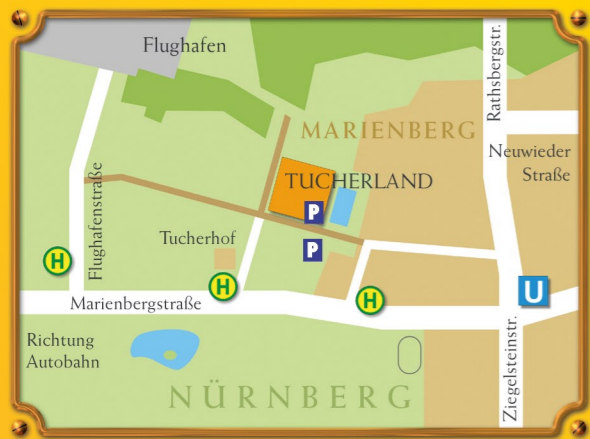 Flughafen
Rathsbergstr.
MARIENBERG
Neuwieder
Straße
TUCHERLAND
P
P
Tucherhof
Flughafenstraße
H
H
H
U
Marienbergstraße
Richtung
Autobahn
Ziegelsteinstr.
NÜRNBERG